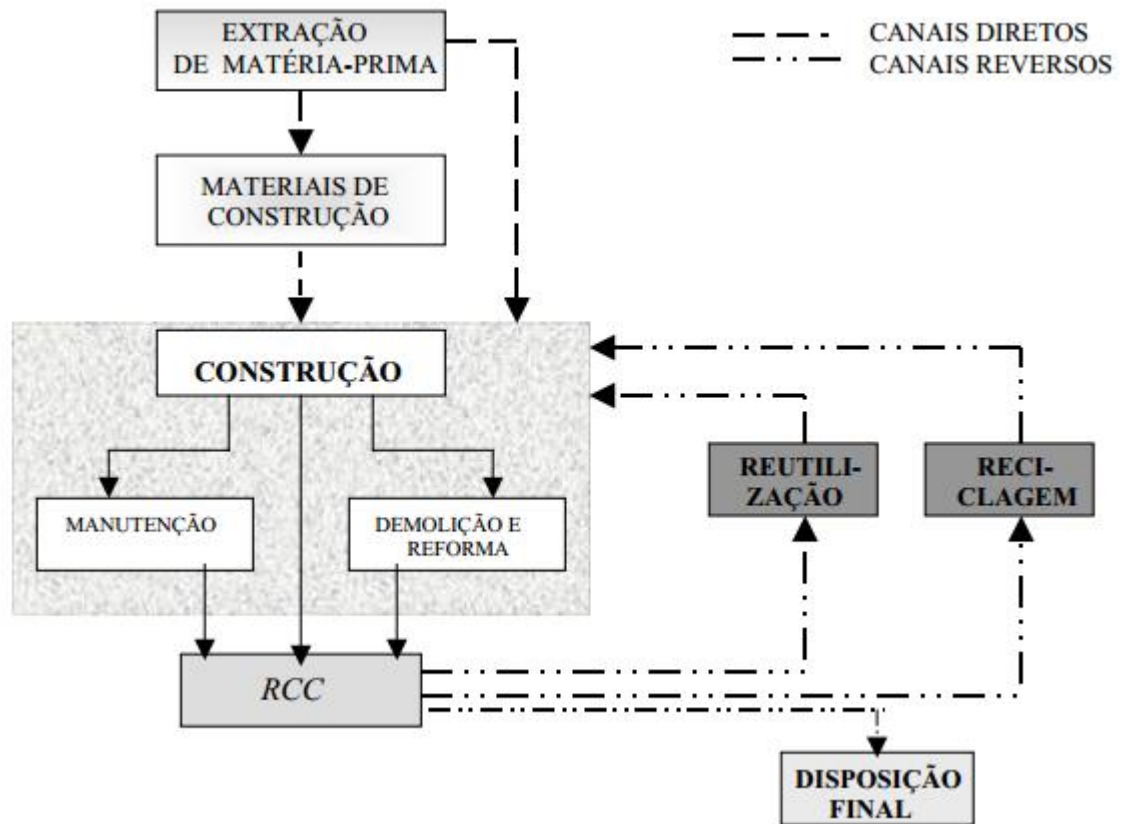 EXTRAÇÃO
DE MATÉRIA-PRIMA
CANAIS DIRETOS
CANAIS REVERSOS
MATERIAIS DE
CONSTRUÇÃO
CONSTRUÇÃO
MANUTENÇÃO
DEMOLIÇÃO E
REFORMA
REUTILI-
ZAÇÃO
RECI-
CLAGEM
RCC
DISPOSIÇÃO
FINAL